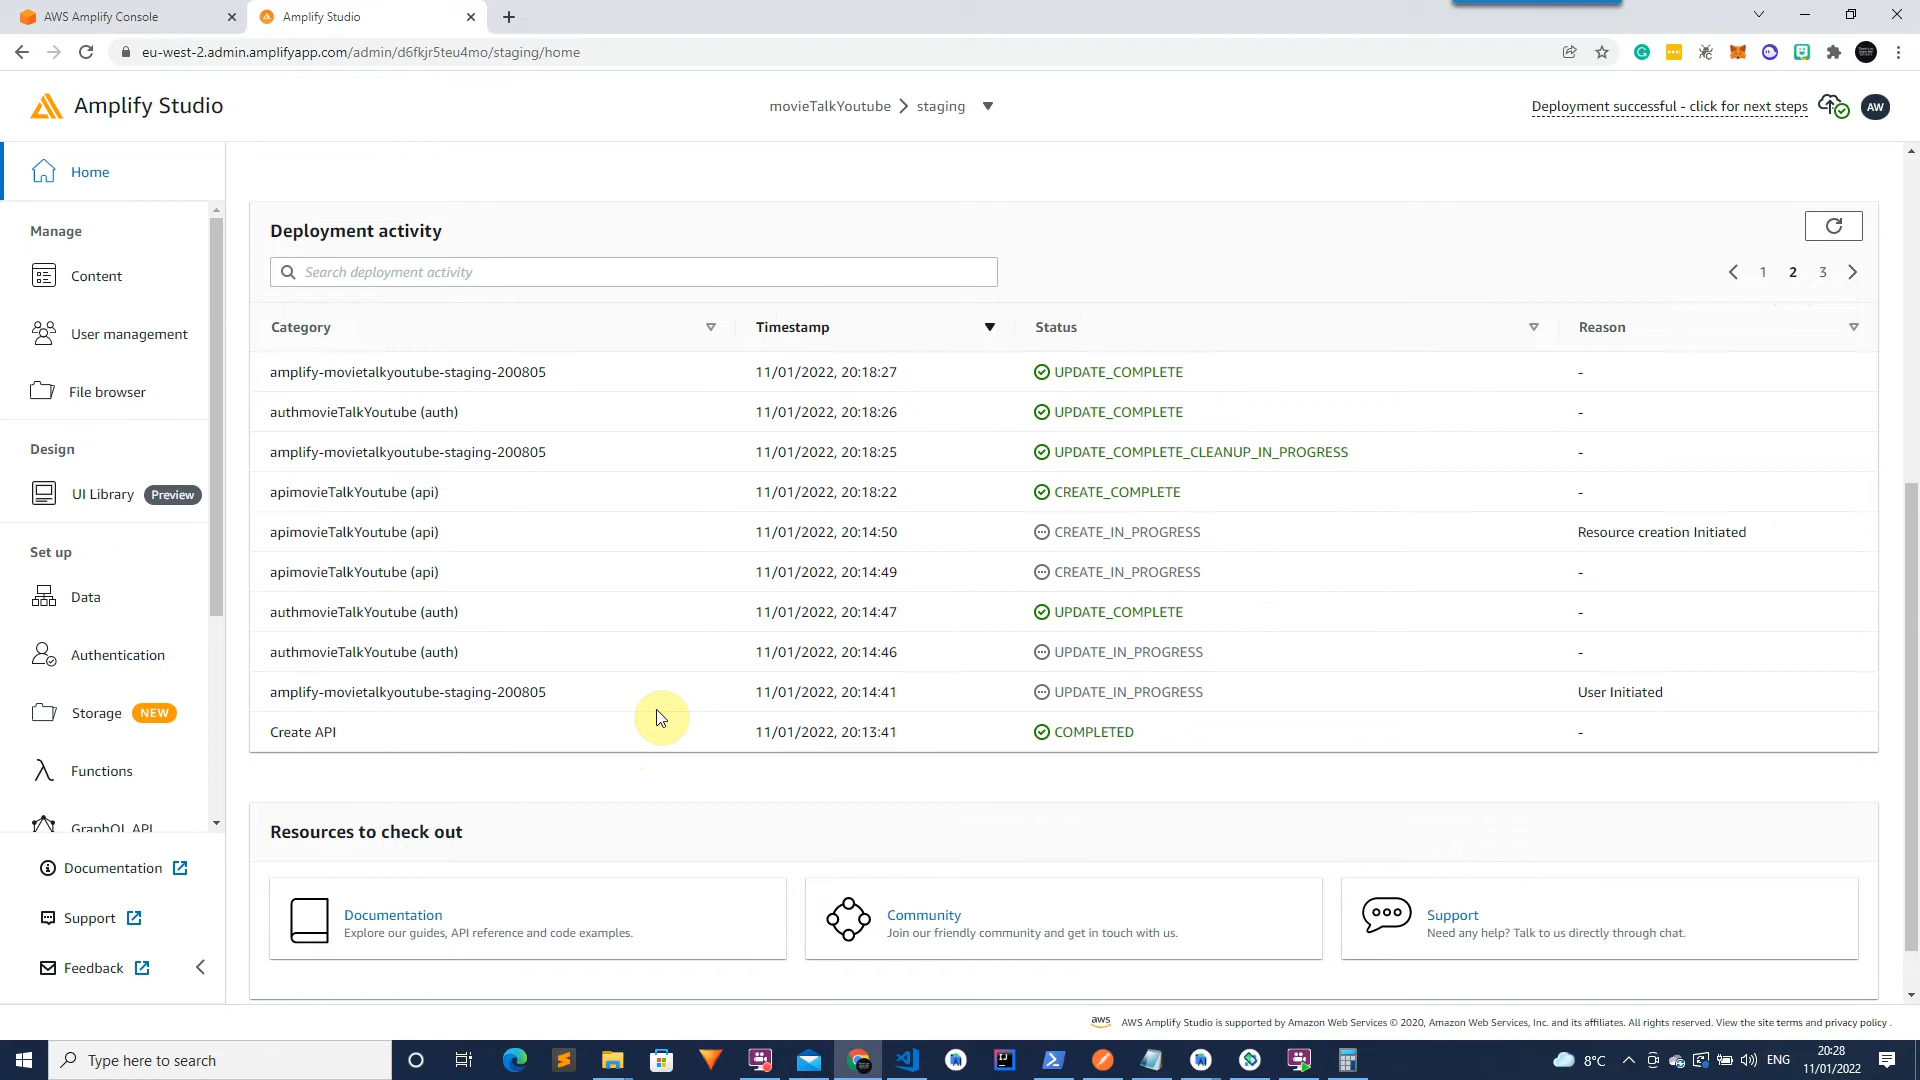 AWS Amplify Console
Amplify Studio
eu-west-2.admin.amplifyapp.com/admin/d6fkjr5teu4mo/staging/home
Amplify Studio
movieTalkYoutube > staging
Deployment successful - click for next steps
AW
Home
Manage
Content
User management
File browser
Design
UI Library Preview
Set up
Data
Authentication
Storage NEW
Functions
GraphQL API
Documentation
Support
Feedback
Deployment activity
Search deployment activity
1 2 3
Category Timestamp Status Reason
amplify-movietalkyoutube-staging-200805 11/01/2022, 20:18:27 UPDATE_COMPLETE -
authmovieTalkYoutube (auth) 11/01/2022, 20:18:26 UPDATE_COMPLETE -
amplify-movietalkyoutube-staging-200805 11/01/2022, 20:18:25 UPDATE_COMPLETE_CLEANUP_IN_PROGRESS -
apimovieTalkYoutube (api) 11/01/2022, 20:18:22 CREATE_COMPLETE -
apimovieTalkYoutube (api) 11/01/2022, 20:14:50 CREATE_IN_PROGRESS Resource creation Initiated
apimovieTalkYoutube (api) 11/01/2022, 20:14:49 CREATE_IN_PROGRESS -
authmovieTalkYoutube (auth) 11/01/2022, 20:14:47 UPDATE_COMPLETE -
authmovieTalkYoutube (auth) 11/01/2022, 20:14:46 UPDATE_IN_PROGRESS -
amplify-movietalkyoutube-staging-200805 11/01/2022, 20:14:41 UPDATE_IN_PROGRESS User Initiated
Create API 11/01/2022, 20:13:41 COMPLETED -
Resources to check out
Documentation
Explore our guides, API reference and code examples.
Community
Join our friendly community and get in touch with us.
Support
Need any help? Talk to us directly through chat.
aws AWS Amplify Studio is supported by Amazon Web Services © 2020, Amazon Web Services, Inc. and its affiliates. All rights reserved. View the site terms and privacy policy .
Type here to search
8°C
ENG
20:28
11/01/2022